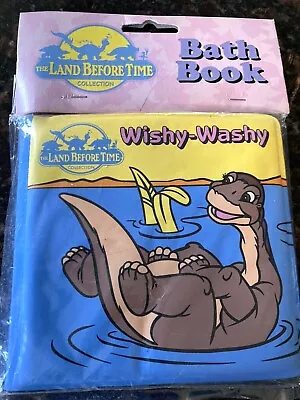 THE LAND BEFORE TIME
COLLECTION
Bath
Book
Wishy-Washy
THE LAND BEFORE TIME
COLLECTION